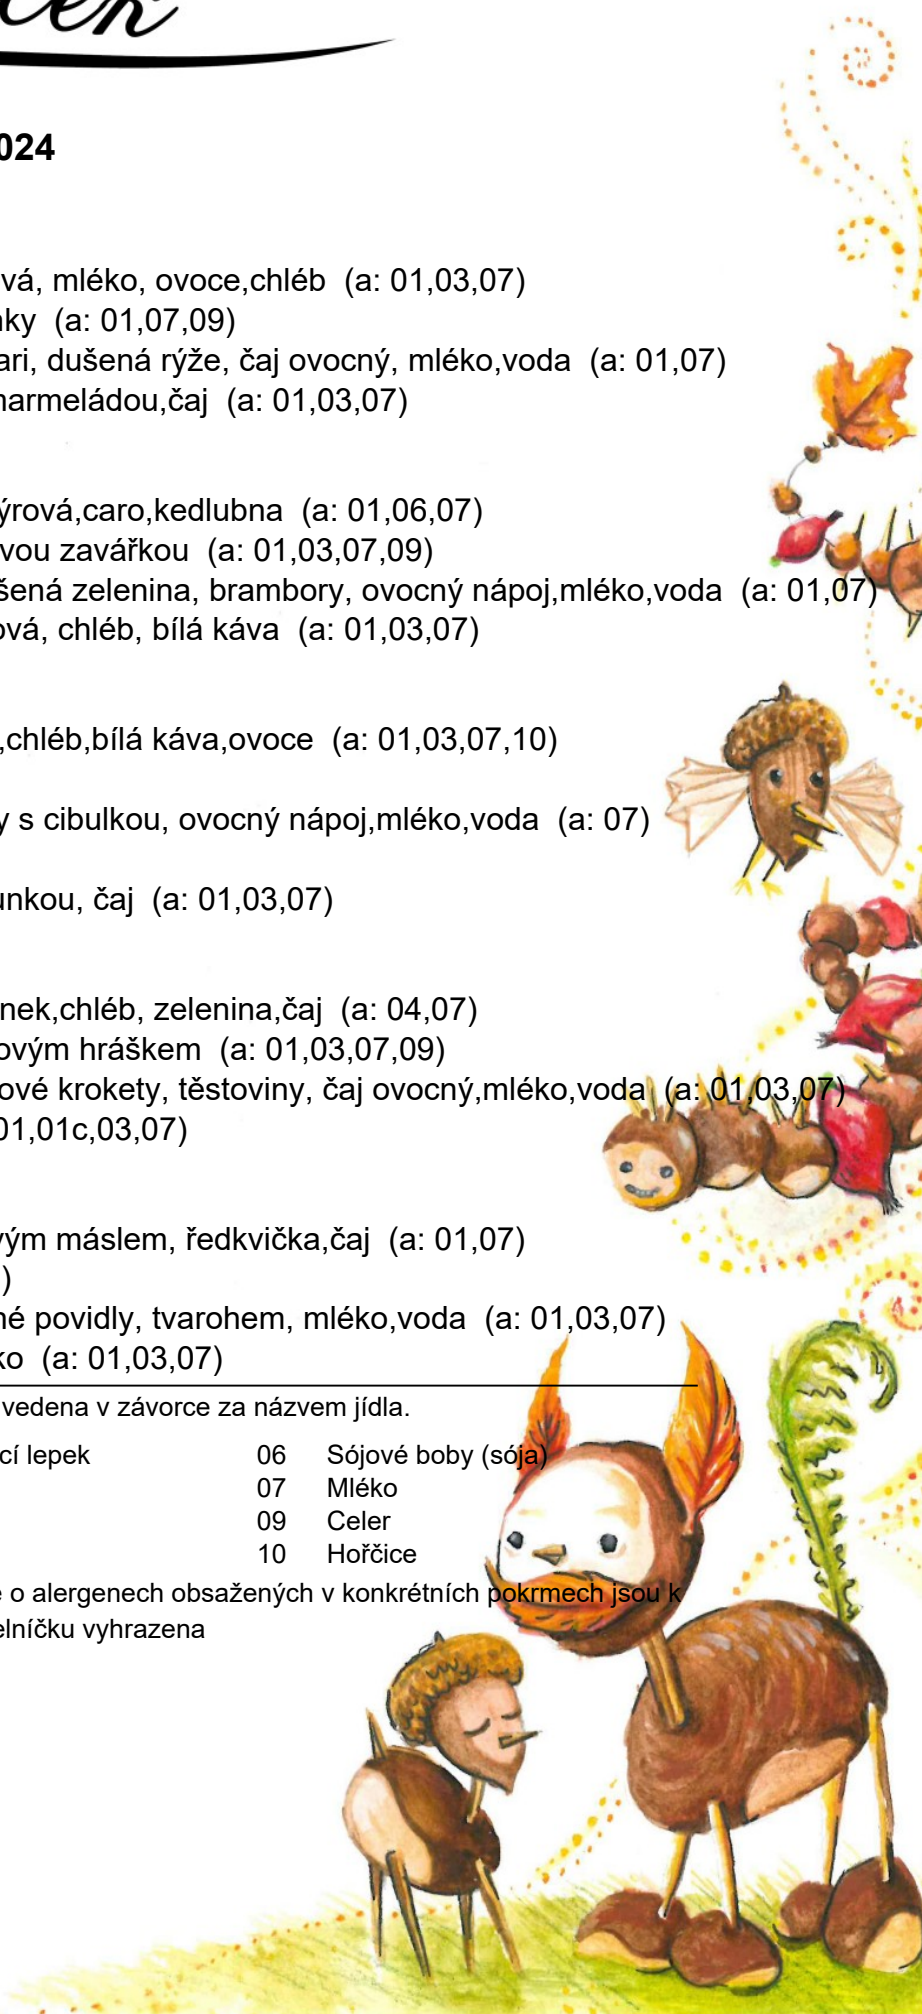 024
vá, mléko, ovoce,chléb (a: 01,03,07)
nky (a: 01,07,09)
ari, dušená rýže, čaj ovocný, mléko,voda (a: 01,07)
marmeládou,čaj (a: 01,03,07)
ýrová,caro,kedlubna (a: 01,06,07)
vou zavářkou (a: 01,03,07,09)
šená zelenina, brambory, ovocný nápoj,mléko,voda (a: 01,07)
ová, chléb, bílá káva (a: 01,03,07)
,chléb,bílá káva,ovoce (a: 01,03,07,10)
y s cibulkou, ovocný nápoj,mléko,voda (a: 07)
unkou, čaj (a: 01,03,07)
nek,chléb, zelenina,čaj (a: 04,07)
ovým hráškem (a: 01,03,07,09)
ové krokety, těstoviny, čaj ovocný,mléko,voda (a: 01,03,07)
01,01c,03,07)
vým máslem, ředkvička,čaj (a: 01,07)
)
né povidly, tvarohem, mléko,voda (a: 01,03,07)
ko (a: 01,03,07)
vedena v závorce za názvem jídla.
cí lepek 06 Sójové boby (sója)
07 Mléko
09 Celer
10 Hořčice
e o alergenech obsažených v konkrétních pokrmech jsou k
elníčku vyhrazena